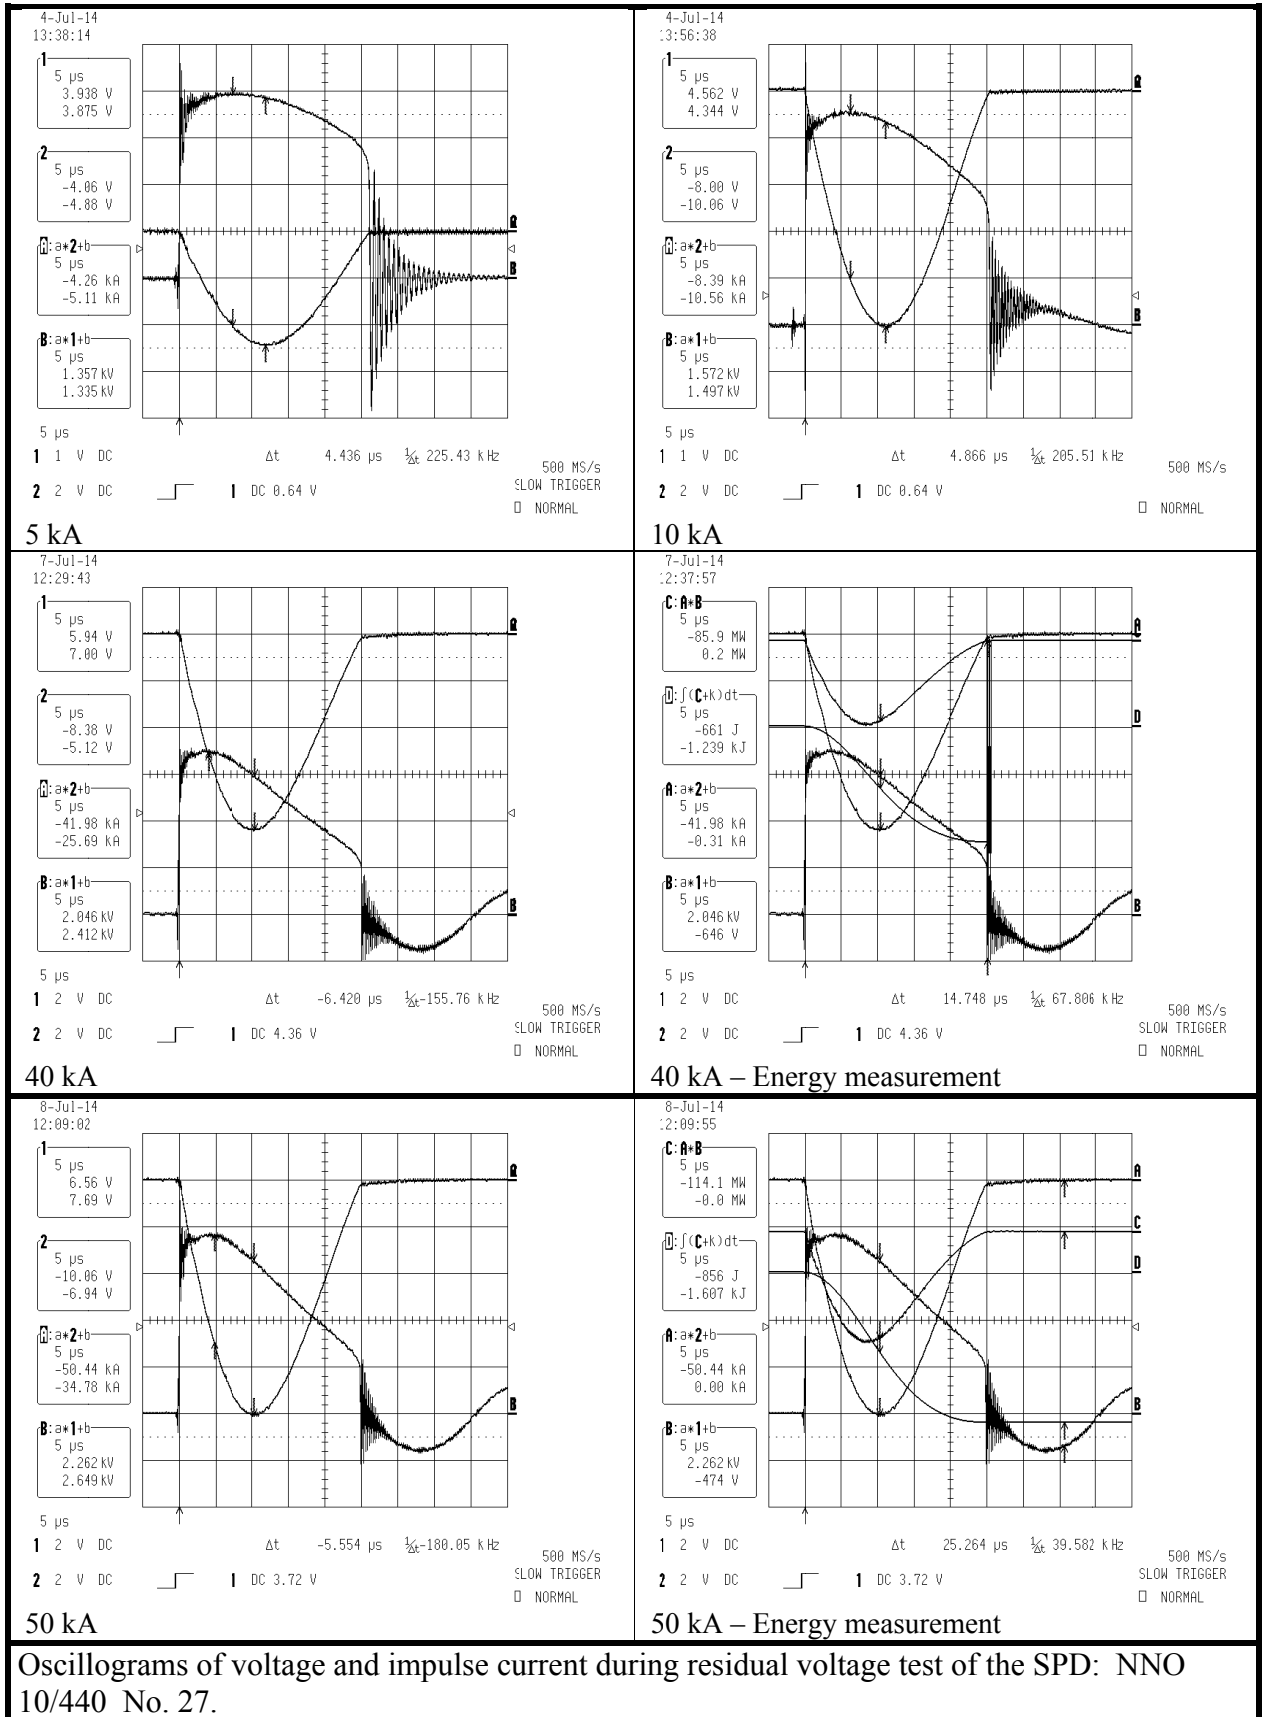 4-Jul-14
13:38:14
1
5 µs
3.938 V
3.875 V
2
5 µs
-4.06 V
-4.88 V
A:a*2+b
5 µs
-4.26 kA
-5.11 kA
B:a*1+b
5 µs
1.357 kV
1.335 kV
B
5 µs
1 1 V DC
2 2 V DC
Δt 4.436 µs 1/Δt 225.43 kHz
1 DC 0.64 V
500 MS/s
SLOW TRIGGER
NORMAL
5 kA
4-Jul-14
:3:56:38
1
5 µs
4.562 V
4.344 V
2
5 µs
-8.00 V
-10.06 V
A:a*2+b
5 µs
-8.39 kA
-10.56 kA
B:a*1+b
5 µs
1.572 kV
1.497 kV
B
5 µs
1 1 V DC
2 2 V DC
Δt 4.866 µs 1/Δt 205.51 kHz
1 DC 0.64 V
500 MS/s
NORMAL
10 kA
7-Jul-14
12:29:43
1
5 µs
5.94 V
7.00 V
2
5 µs
-8.38 V
-5.12 V
A:a*2+b
5 µs
-41.98 kA
-25.69 kA
B:a*1+b
5 µs
2.046 kV
2.412 kV
B
5 µs
1 2 V DC
2 2 V DC
Δt -6.420 µs 1/Δt -155.76 kHz
1 DC 4.36 V
500 MS/s
SLOW TRIGGER
NORMAL
40 kA
7-Jul-14
:2:37:57
C:A*B
5 µs
-85.9 MW
0.2 MW
D:∫(C+k)dt
5 µs
-661 J
-1.239 kJ
A:a*2+b
5 µs
-41.98 kA
-0.31 kA
B:a*1+b
5 µs
2.046 kV
-646 V
D
B
5 µs
1 2 V DC
2 2 V DC
Δt 14.748 µs 1/Δt 67.806 kHz
1 DC 4.36 V
500 MS/s
SLOW TRIGGER
NORMAL
40 kA – Energy measurement
8-Jul-14
12:09:02
1
5 µs
6.56 V
7.69 V
2
5 µs
-10.06 V
-6.94 V
A:a*2+b
5 µs
-50.44 kA
-34.78 kA
B:a*1+b
5 µs
2.262 kV
2.649 kV
B
5 µs
1 2 V DC
2 2 V DC
Δt -5.554 µs 1/Δt -180.05 kHz
1 DC 3.72 V
500 MS/s
SLOW TRIGGER
NORMAL
50 kA
8-Jul-14
:2:09:55
C:A*B
5 µs
-114.1 MW
-0.0 MW
D:∫(C+k)dt
5 µs
-856 J
-1.607 kJ
A:a*2+b
5 µs
-50.44 kA
0.00 kA
B:a*1+b
5 µs
2.262 kV
-474 V
A
C
D
B
5 µs
1 2 V DC
2 2 V DC
Δt 25.264 µs 1/Δt 39.582 kHz
1 DC 3.72 V
500 MS/s
SLOW TRIGGER
NORMAL
50 kA – Energy measurement
Oscillograms of voltage and impulse current during residual voltage test of the SPD: NNO
10/440 No. 27.